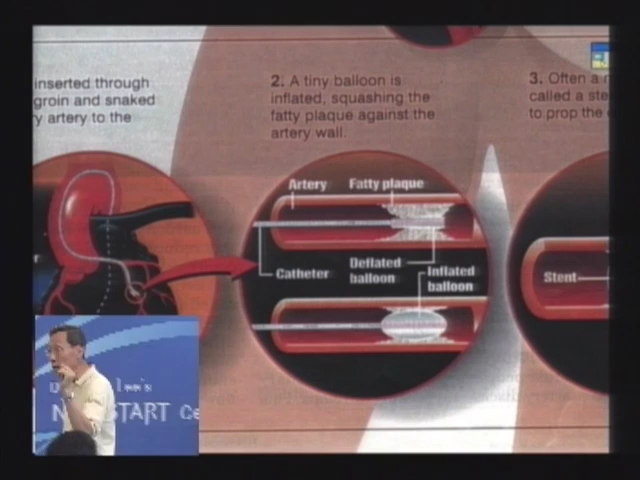 inserted through
groin and snaked
y artery to the
2. A tiny balloon is
inflated, squashing the
fatty plaque against the
artery wall.
3. Often a
called a ste
to prop the
Artery
Fatty plaque
Catheter
Deflated
balloon
Inflated
balloon
Stent
START Ce